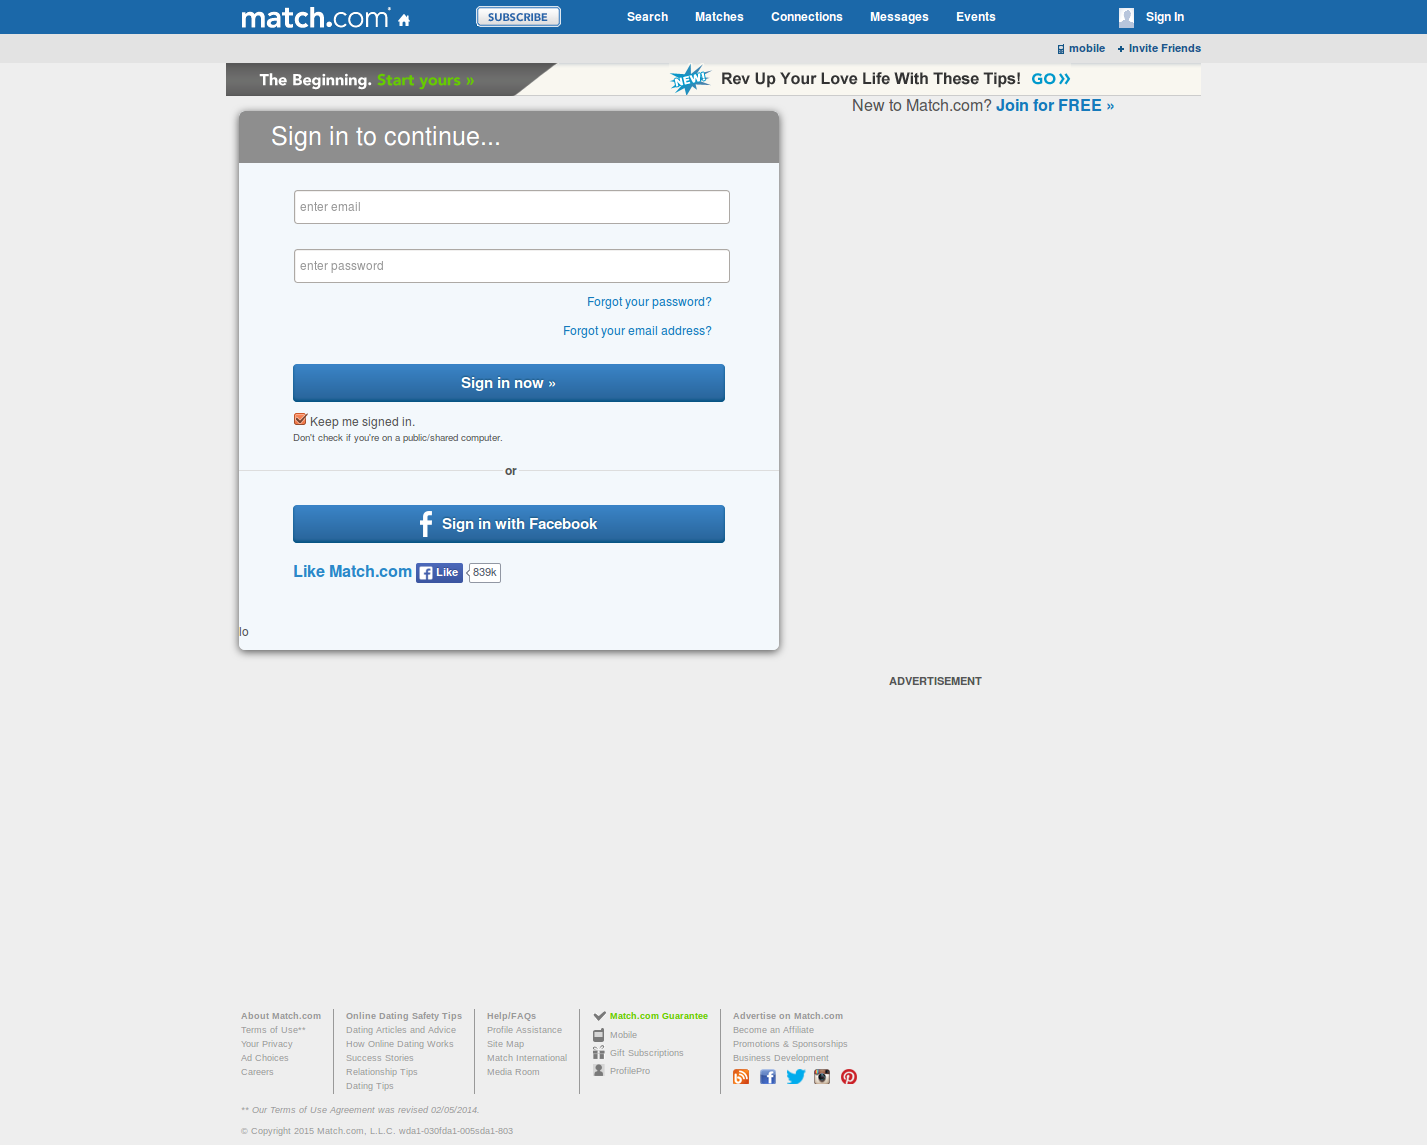 match.com
SUBSCRIBE
Search Matches Connections Messages Events
Sign In
mobile Invite Friends
The Beginning. Start yours »
NEW! Rev Up Your Love Life With These Tips! GO »
New to Match.com? Join for FREE »
Sign in to continue...
enter email
enter password
Forgot your password?
Forgot your email address?
Sign in now »
Keep me signed in.
Don't check if you're on a public/shared computer.
or
Sign in with Facebook
Like Match.com Like 839k
lo
ADVERTISEMENT
About Match.com
Terms of Use**
Your Privacy
Ad Choices
Careers
Online Dating Safety Tips
Dating Articles and Advice
How Online Dating Works
Success Stories
Relationship Tips
Dating Tips
Help/FAQs
Profile Assistance
Site Map
Match International
Media Room
Match.com Guarantee
Mobile
Gift Subscriptions
ProfilePro
Advertise on Match.com
Become an Affiliate
Promotions & Sponsorships
Business Development
** Our Terms of Use Agreement was revised 02/05/2014.
© Copyright 2015 Match.com, L.L.C. wda1-030fda1-005sda1-803